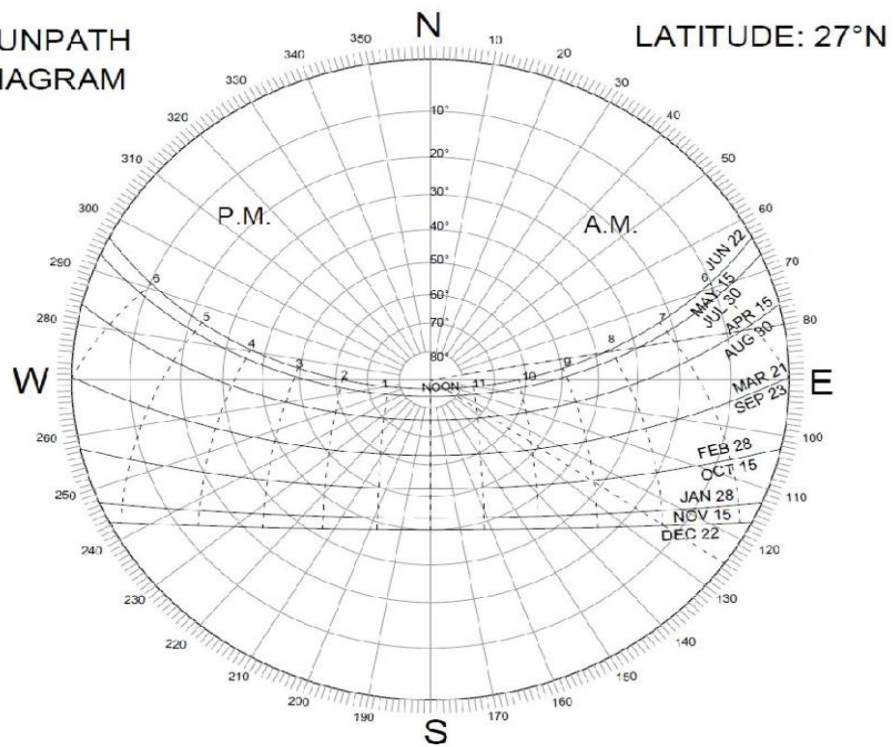 UNPATH
IAGRAM
LATITUDE: 27°N
N
350
10
340
20
330
30
320
40
310
50
300
60
290
70
280
80
W
E
260
100
250
110
240
120
230
130
220
140
210
150
200
160
190
170
S
10°
20°
30°
40°
50°
60°
70°
80°
P.M.
A.M.
6
5
4
3
2
1
NOON
11
10
9
8
7
6
JUN 22
MAY 15
JUL 30
APR 15
AUG 30
MAR 21
SEP 23
FEB 28
OCT 15
JAN 28
NOV 15
DEC 22